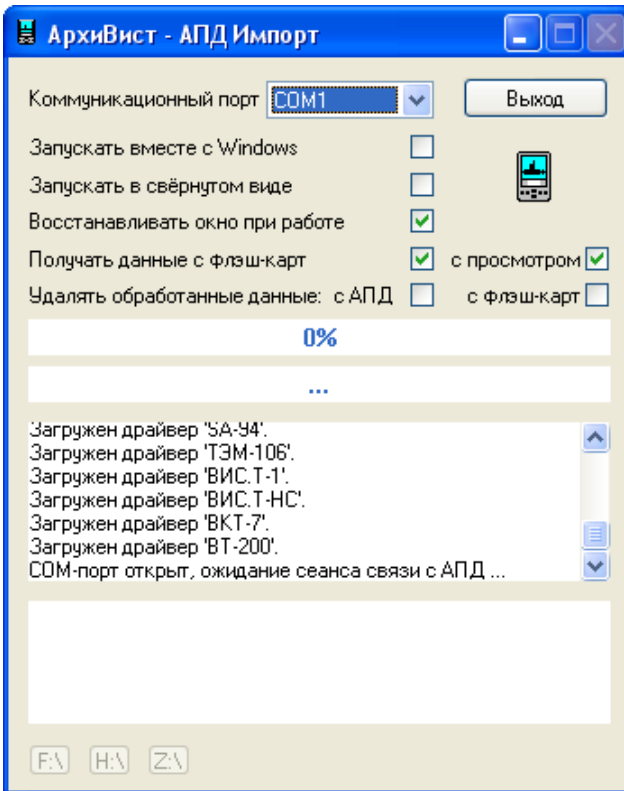 АрхиВист - АПД Импорт
Коммуникационный порт COM1 Выход
Запускать вместе с Windows
Запускать в свёрнутом виде
Восстанавливать окно при работе
Получать данные с флэш-карт с просмотром
Удалять обработанные данные: с АПД с флэш-карт
0%
...
Загружен драйвер 'SA-94'.
Загружен драйвер 'ТЭМ-106'.
Загружен драйвер 'ВИС.Т-1'.
Загружен драйвер 'ВИС.Т-НС'.
Загружен драйвер 'ВКТ-7'.
Загружен драйвер 'ВТ-200'.
COM-порт открыт, ожидание сеанса связи с АПД ...
F:\ H:\ Z:\